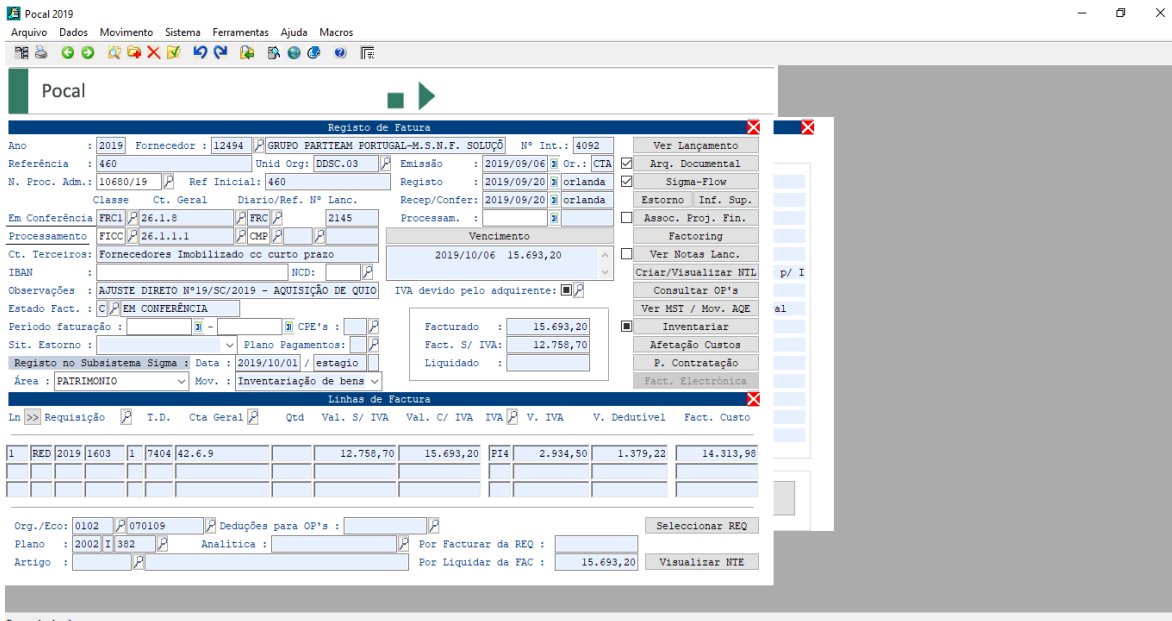 Pocal 2019
Arquivo Dados Movimento Sistema Ferramentas Ajuda Macros
Pocal
Registo de Fatura
Ano : 2019 Fornecedor : 12494 GRUPO PARTTEAM PORTUGAL-M.S.N.F. SOLUÇÕ Nº Int.: 4092 Ver Lançamento
Referência : 460 Unid Org: DDSC.03 Emissão : 2019/09/06 Or.: CTA Arq. Documental
N. Proc. Adm.: 10680/19 Ref Inicial: 460 Registo : 2019/09/20 orlanda Sigma-Flow
Classe Ct. Geral Diario/Ref. Nº Lanc. Recep/Confer: 2019/09/20 orlanda Estorno Inf. Sup.
Em Conferência FRC1 26.1.8 FRC 2145 Processam. : Assoc. Proj. Fin.
Processamento FICC 26.1.1.1 CMP Vencimento Factoring
Ct. Terceiros: Fornecedores Imobilizado cc curto prazo 2019/10/06 15.693,20 Ver Notas Lanc.
IBAN : NCD: Criar/Visualizar NTL p/ I
Observações : AJUSTE DIRETO Nº19/SC/2019 - AQUISIÇÃO DE QUIO IVA devido pelo adquirente: Consultar OP's
Estado Fact. : C EM CONFERÊNCIA Ver MST / Mov. AQE al
Período faturação : - CPE's : Facturado : 15.693,20 Inventariar
Sit. Estorno : Plano Pagamentos: Fact. S/ IVA: 12.758,70 Afetação Custos
Registo no Subsistema Sigma : Data : 2019/10/01 / estagio Liquidado : P. Contratação
Área : PATRIMONIO Mov. : Inventariação de bens Fact. Electrónica
Linhas de Factura
Ln >> Requisição T.D. Cta Geral Qtd Val. S/ IVA Val. C/ IVA IVA V. IVA V. Dedutível Fact. Custo
1 RED 2019 1603 1 7404 42.6.9 12.758,70 15.693,20 PI4 2.934,50 1.379,22 14.313,98
Org./Eco: 0102 070109 Deduções para OP's : Seleccionar REQ
Plano : 2002 I 382 Analítica : Por Facturar da REQ :
Artigo : Por Liquidar da FAC : 15.693,20 Visualizar NTE